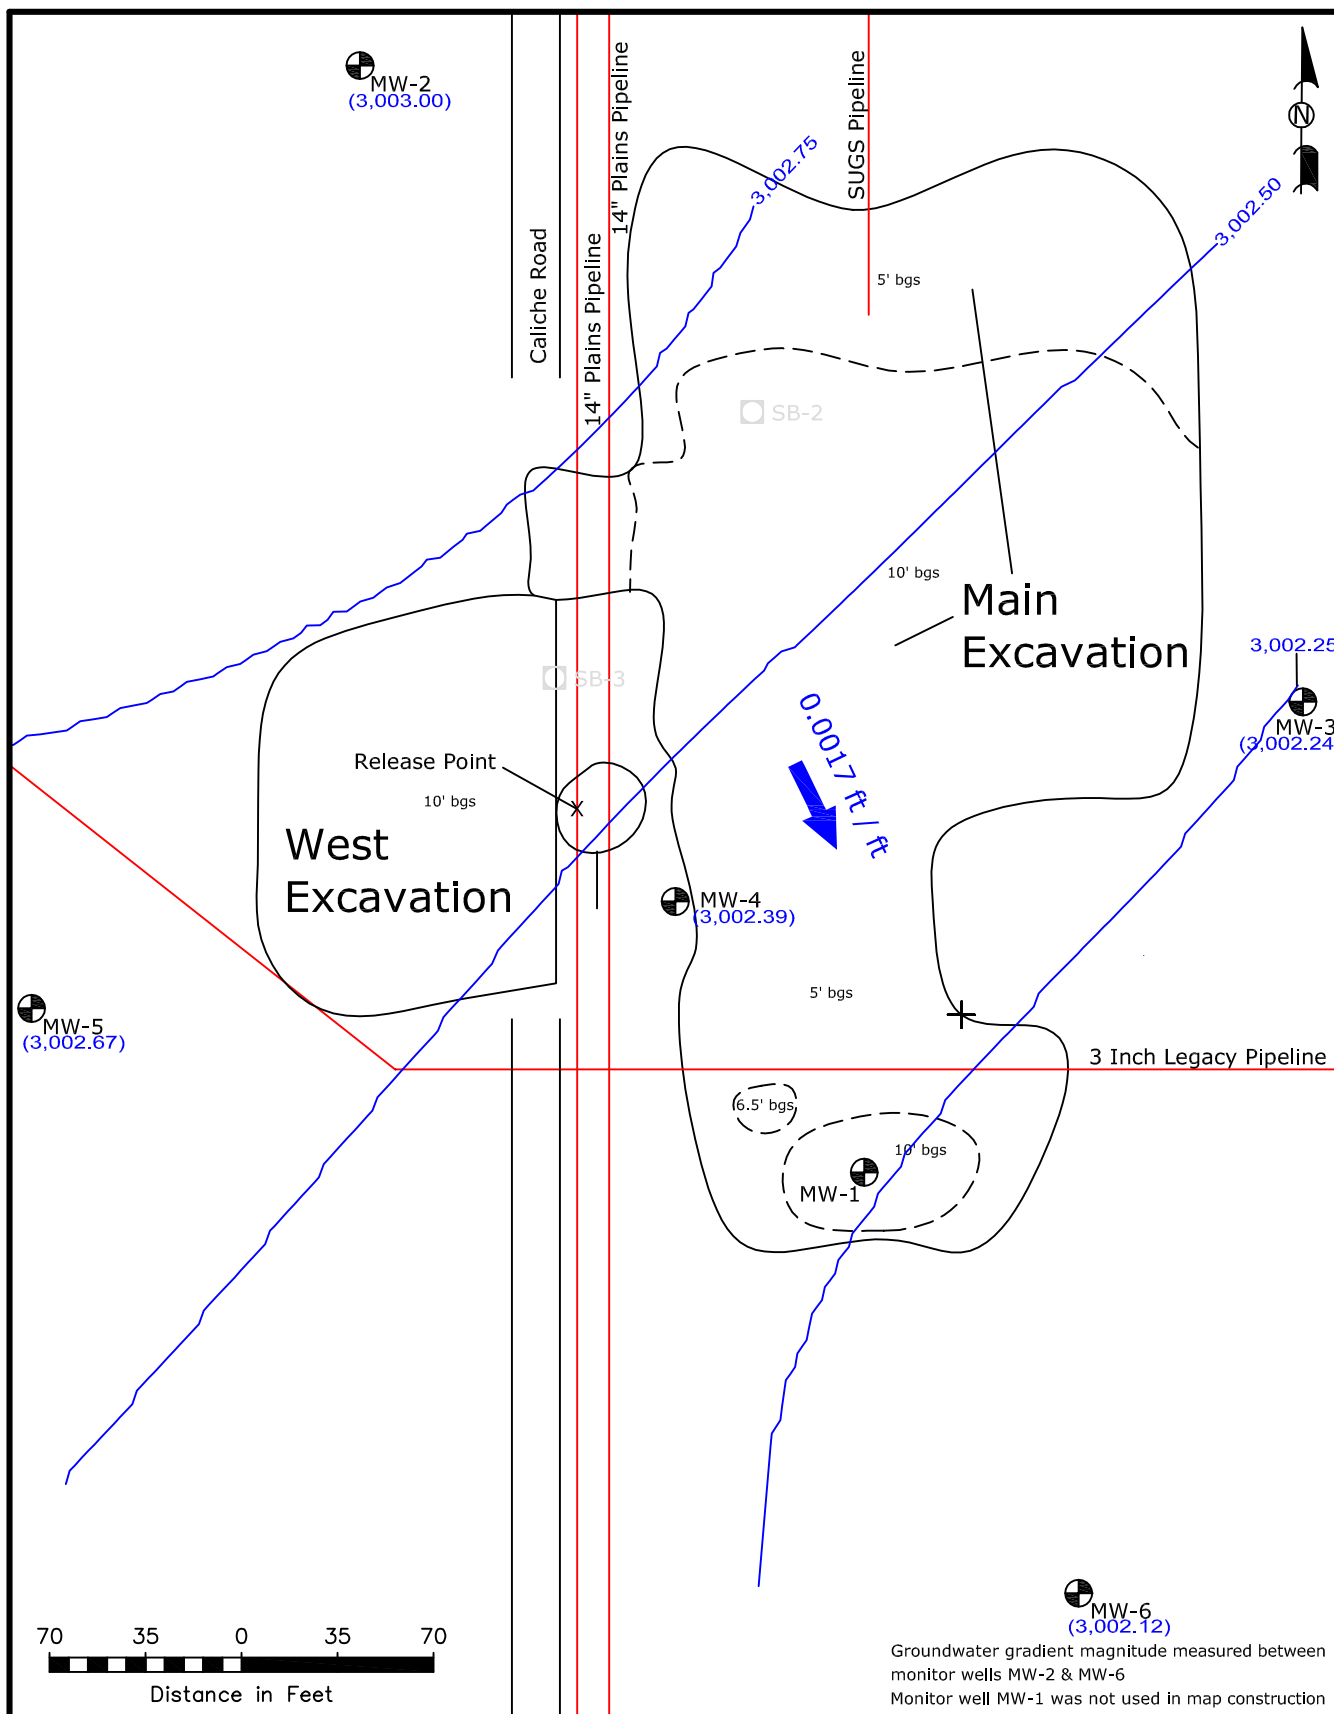 MW-2
(3,003.00)
14" Plains Pipeline
SUGS Pipeline
3,002.75
N
3,002.50
Caliche Road
14" Plains Pipeline
5' bgs
SB-2
10' bgs
Main
Excavation
3,002.25
MW-3
(3,002.24
SB-3
0.0017 ft / ft
Release Point
X
10' bgs
West
Excavation
MW-4
(3,002.39)
5' bgs
MW-5
(3,002.67)
3 Inch Legacy Pipeline
6.5' bgs
10' bgs
MW-1
MW-6
(3,002.12)
70 35 0 35 70
Distance in Feet
Groundwater gradient magnitude measured between
monitor wells MW-2 & MW-6
Monitor well MW-1 was not used in map construction